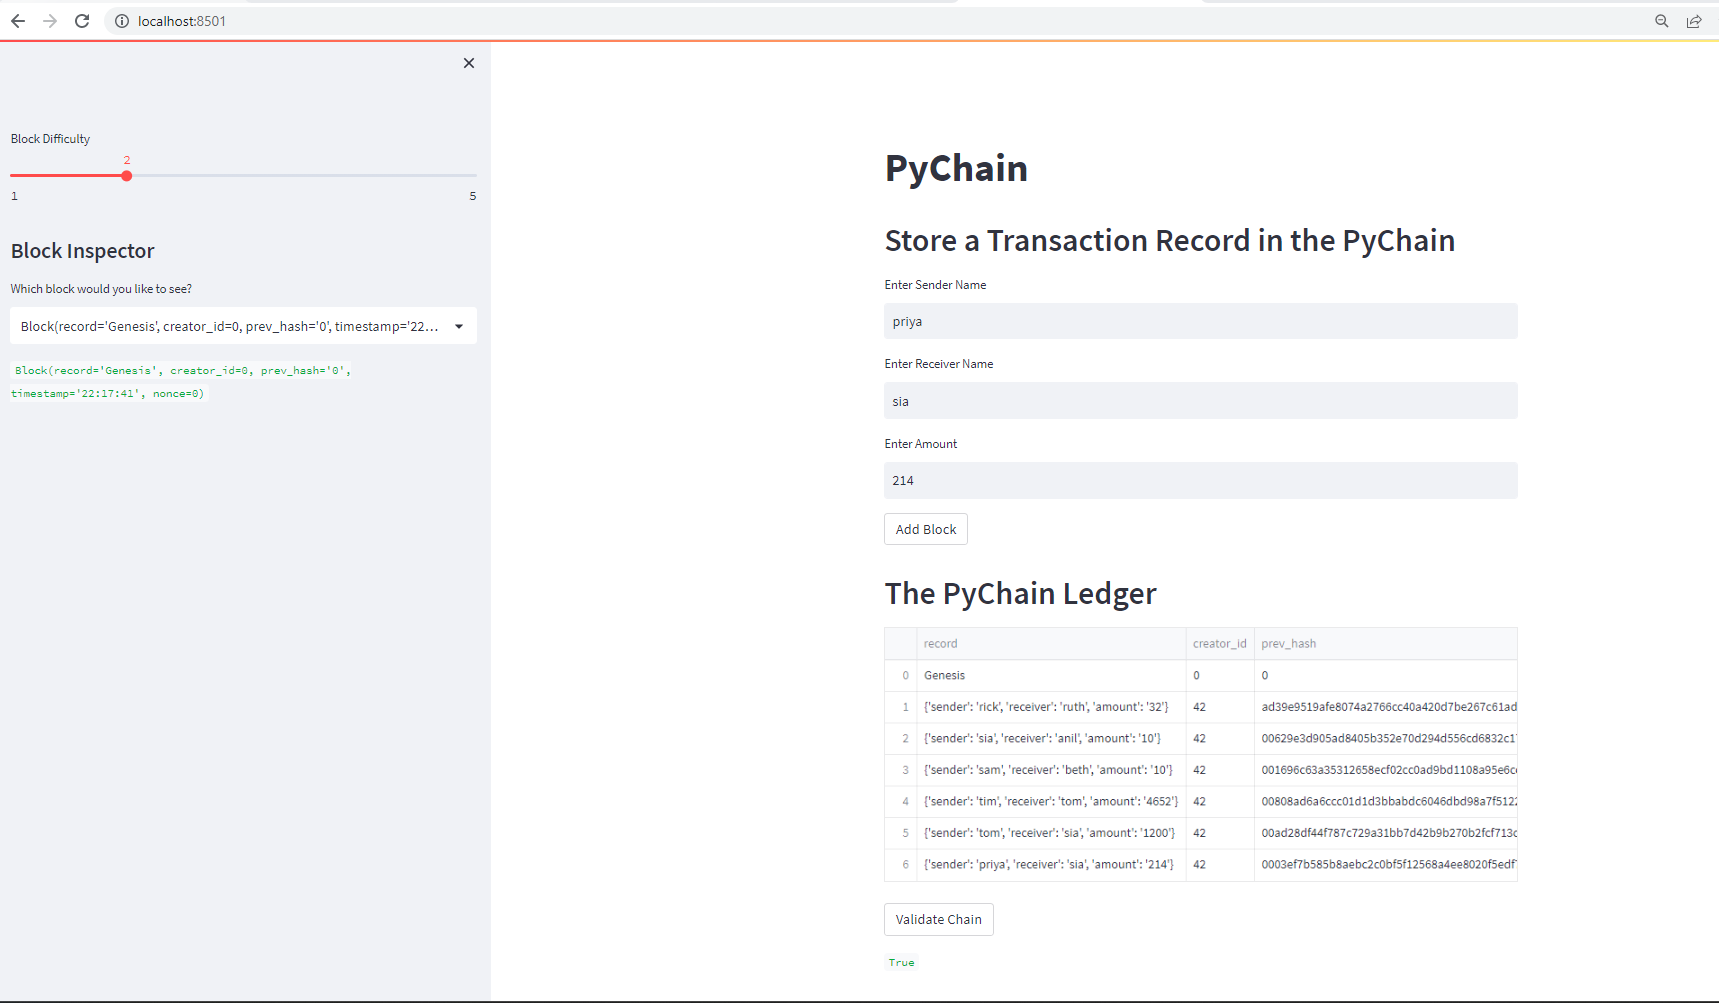 localhost:8501
Block Difficulty
2
1 5
Block Inspector
Which block would you like to see?
Block(record='Genesis', creator_id=0, prev_hash='0', timestamp='22...
Block(record='Genesis', creator_id=0, prev_hash='0',
timestamp='22:17:41', nonce=0)
PyChain
Store a Transaction Record in the PyChain
Enter Sender Name
priya
Enter Receiver Name
sia
Enter Amount
214
Add Block
The PyChain Ledger
record creator_id prev_hash
0 Genesis 0 0
1 {'sender': 'rick', 'receiver': 'ruth', 'amount': '32'} 42 ad39e9519afe8074a2766cc40a420d7be267c61ad
2 {'sender': 'sia', 'receiver': 'anil', 'amount': '10'} 42 00629e3d905ad8405b352e70d294d556cd6832c1
3 {'sender': 'sam', 'receiver': 'beth', 'amount': '10'} 42 001696c63a35312658ecf02cc0ad9bd1108a95e6c
4 {'sender': 'tim', 'receiver': 'tom', 'amount': '4652'} 42 00808ad6a6ccc01d1d3bbabdc6046dbd98a7f5122
5 {'sender': 'tom', 'receiver': 'sia', 'amount': '1200'} 42 00ad28df44f787c729a31bb7d42b9b270b2fcf713
6 {'sender': 'priya', 'receiver': 'sia', 'amount': '214'} 42 0003ef7b585b8aebc2c0bf5f12568a4ee8020f5edf
Validate Chain
True